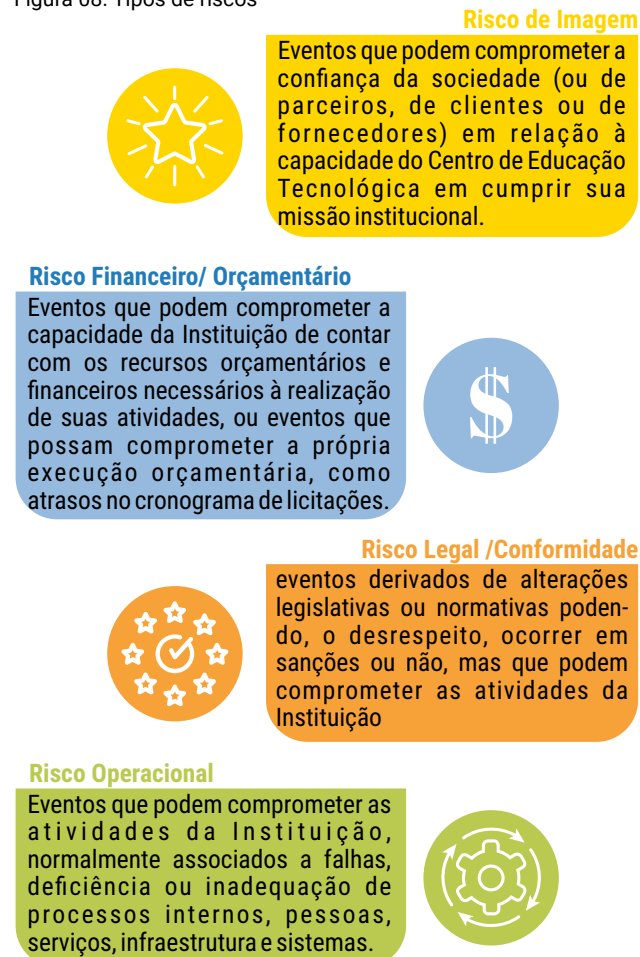 Figura 08: Tipos de riscos
Risco de Imagem
Eventos que podem comprometer a
confiança da sociedade (ou de
parceiros, de clientes ou de
fornecedores) em relação à
capacidade do Centro de Educação
Tecnológica em cumprir sua
missão institucional.
Risco Financeiro/ Orçamentário
Eventos que podem comprometer a
capacidade da Instituição de contar
com os recursos orçamentários e
financeiros necessários à realização
de suas atividades, ou eventos que
possam comprometer a própria
execução orçamentária, como
atrasos no cronograma de licitações.
$
Risco Legal /Conformidade
eventos derivados de alterações
legislativas ou normativas poden-
do, o desrespeito, ocorrer em
sanções ou não, mas que podem
comprometer as atividades da
Instituição
Risco Operacional
Eventos que podem comprometer as
atividades da Instituição,
normalmente associados a falhas,
deficiência ou inadequação de
processos internos, pessoas,
serviços, infraestrutura e sistemas.